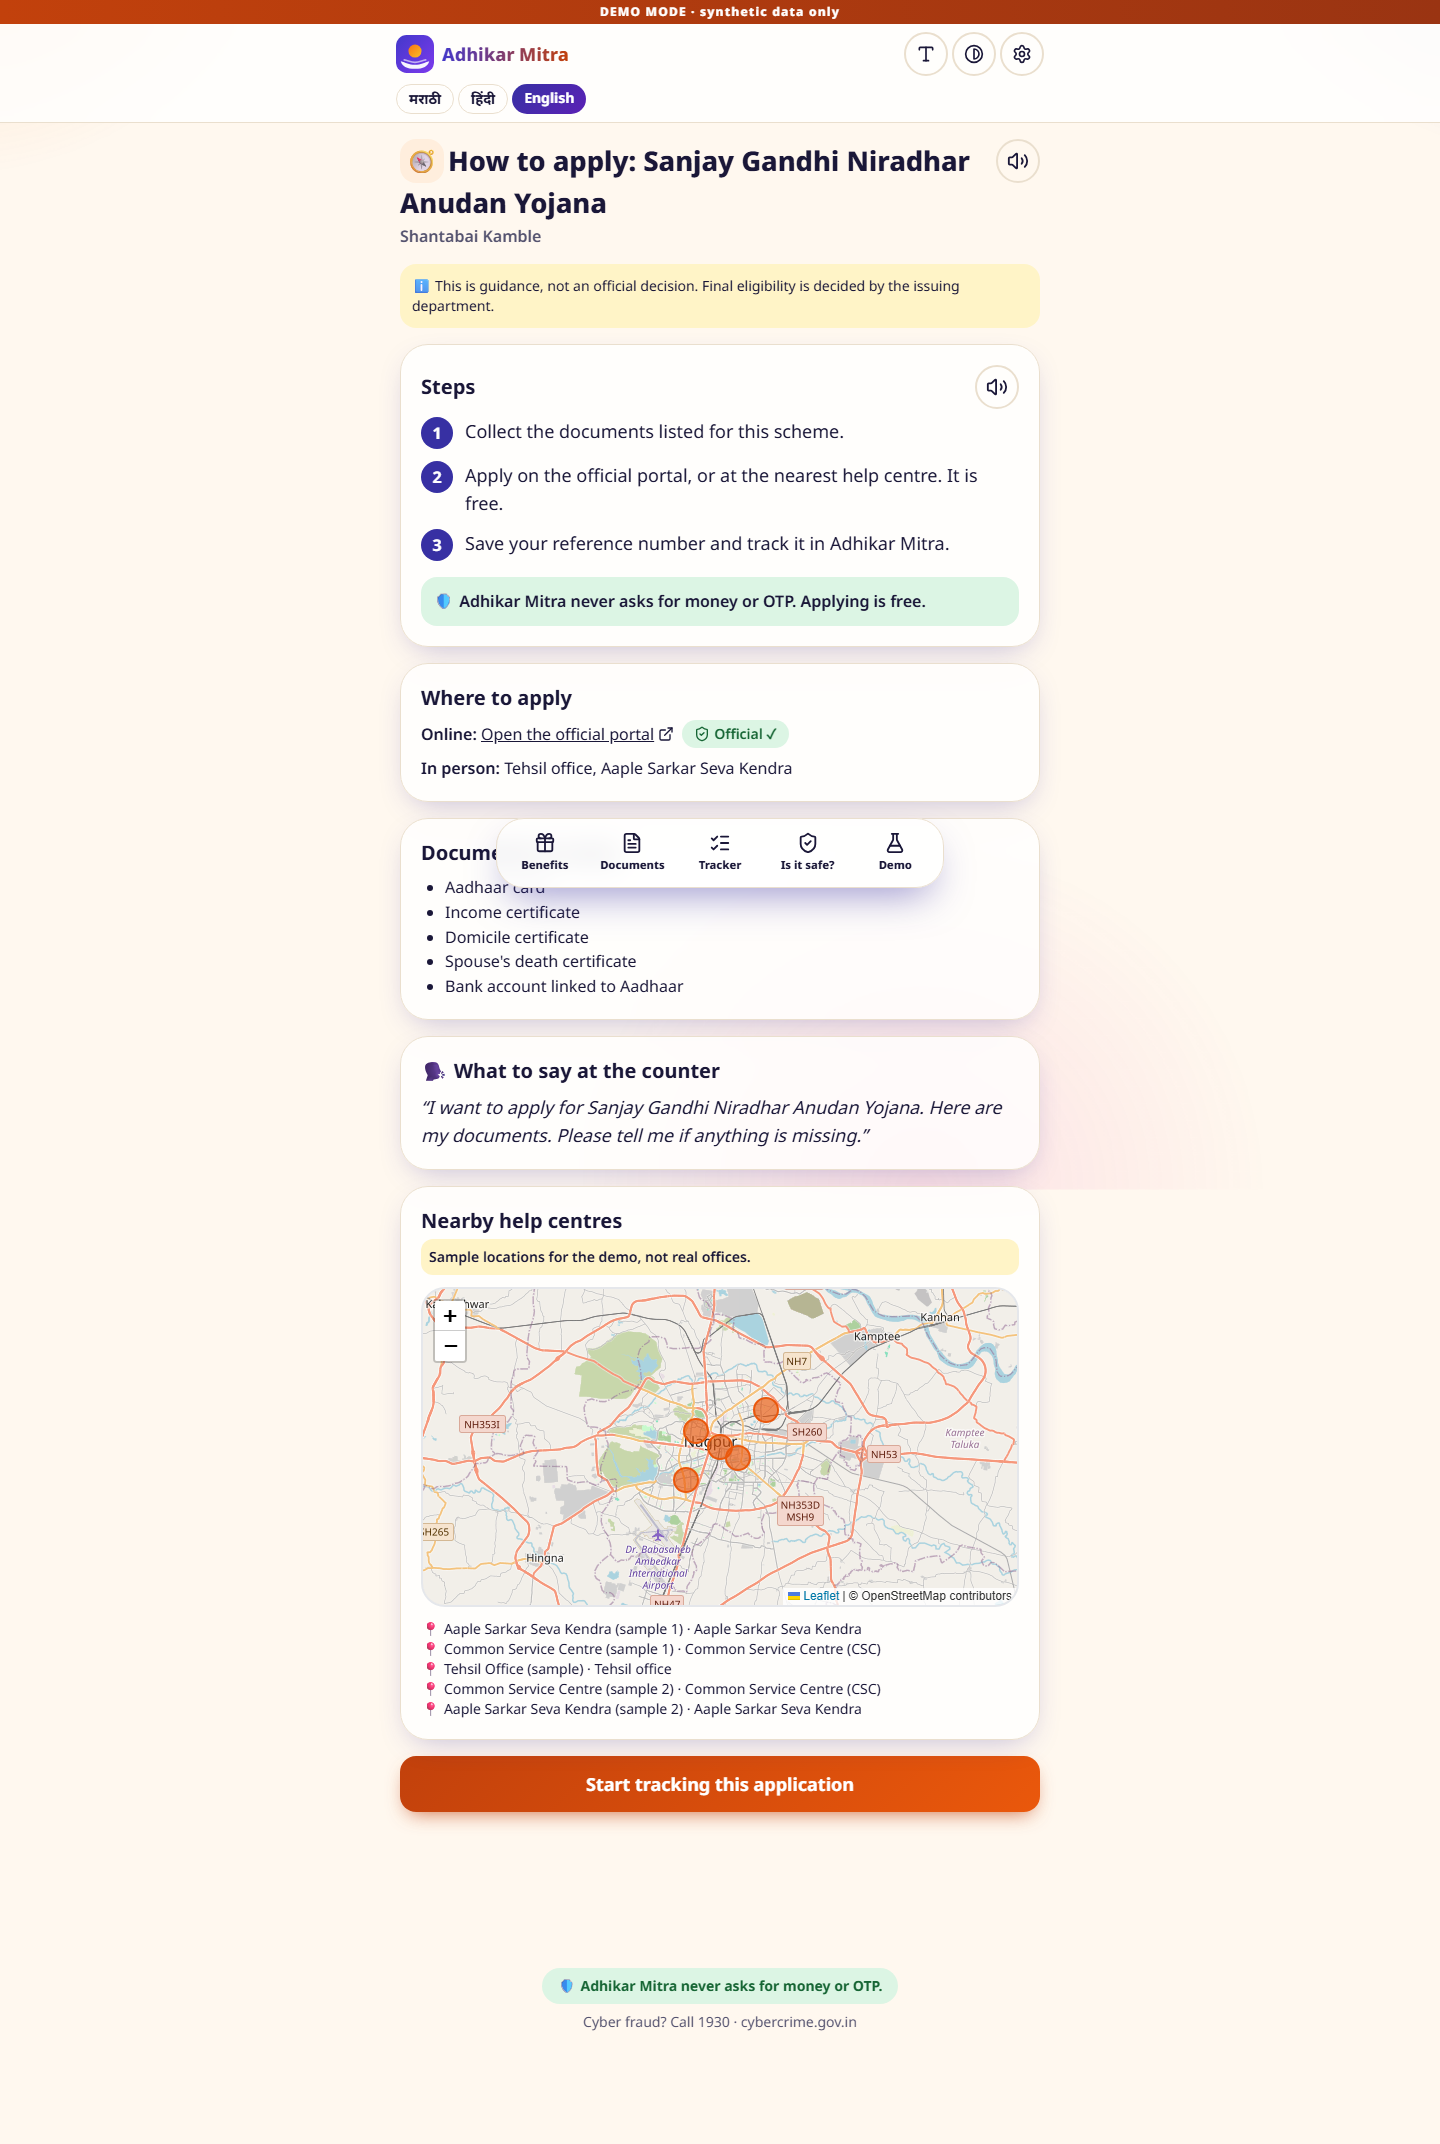 DEMO MODE · synthetic data only
Adhikar Mitra
मराठी हिंदी English
How to apply: Sanjay Gandhi Niradhar
Anudan Yojana
Shantabai Kamble
This is guidance, not an official decision. Final eligibility is decided by the issuing
department.
Steps
1 Collect the documents listed for this scheme.
2 Apply on the official portal, or at the nearest help centre. It is
free.
3 Save your reference number and track it in Adhikar Mitra.
Adhikar Mitra never asks for money or OTP. Applying is free.
Where to apply
Online: Open the official portal Official ✓
In person: Tehsil office, Aaple Sarkar Seva Kendra
Benefits Documents Tracker Is it safe? Demo
• Aadhaar card
• Income certificate
• Domicile certificate
• Spouse's death certificate
• Bank account linked to Aadhaar
What to say at the counter
“I want to apply for Sanjay Gandhi Niradhar Anudan Yojana. Here are
my documents. Please tell me if anything is missing.”
Nearby help centres
Sample locations for the demo, not real offices.
+
−
Kanhan
Kamptee
NH7
NH353I
SH260
Kamptee
Taluka
Nagpur
NH53
NH353D
MSH9
SH265
Hingna
Dr. Babasaheb
Ambedkar
International
Airport
NH47
Leaflet | © OpenStreetMap contributors
Aaple Sarkar Seva Kendra (sample 1) · Aaple Sarkar Seva Kendra
Common Service Centre (sample 1) · Common Service Centre (CSC)
Tehsil Office (sample) · Tehsil office
Common Service Centre (sample 2) · Common Service Centre (CSC)
Aaple Sarkar Seva Kendra (sample 2) · Aaple Sarkar Seva Kendra
Start tracking this application
Adhikar Mitra never asks for money or OTP.
Cyber fraud? Call 1930 · cybercrime.gov.in